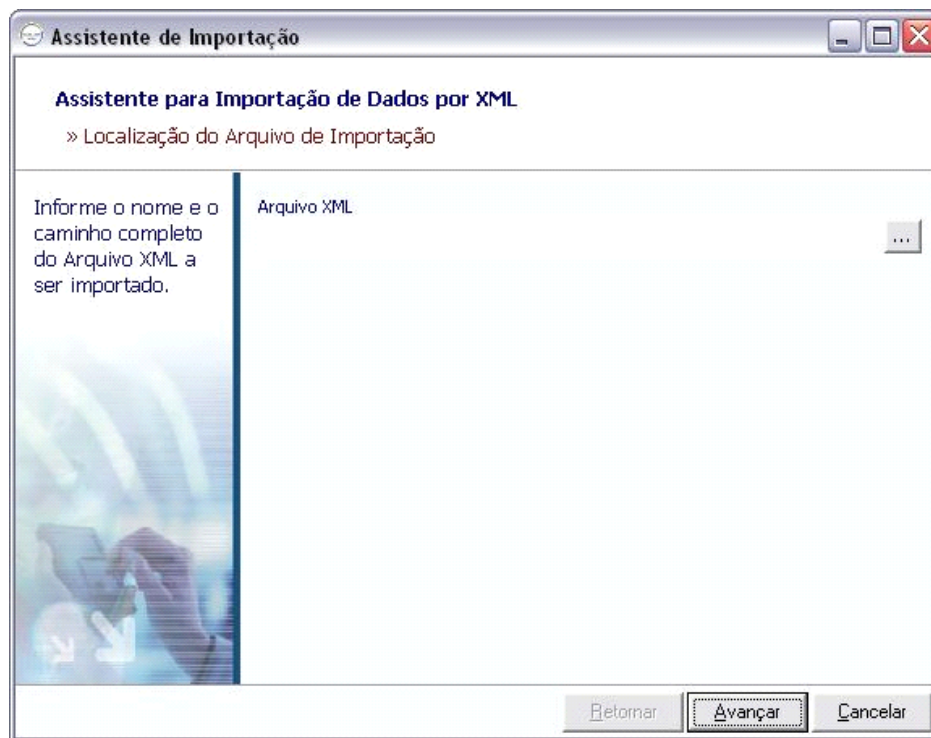 Assistente de Importação
Assistente para Importação de Dados por XML
» Localização do Arquivo de Importação
Informe o nome e o
caminho completo
do Arquivo XML a
ser importado.
Arquivo XML
...
Retornar
Avançar
Cancelar